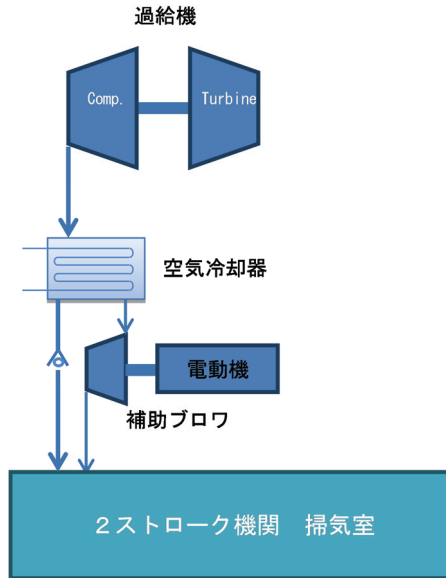 過給機
Comp.
Turbine
空気冷却器
電動機
補助ブロワ
２ストローク機関　掃気室